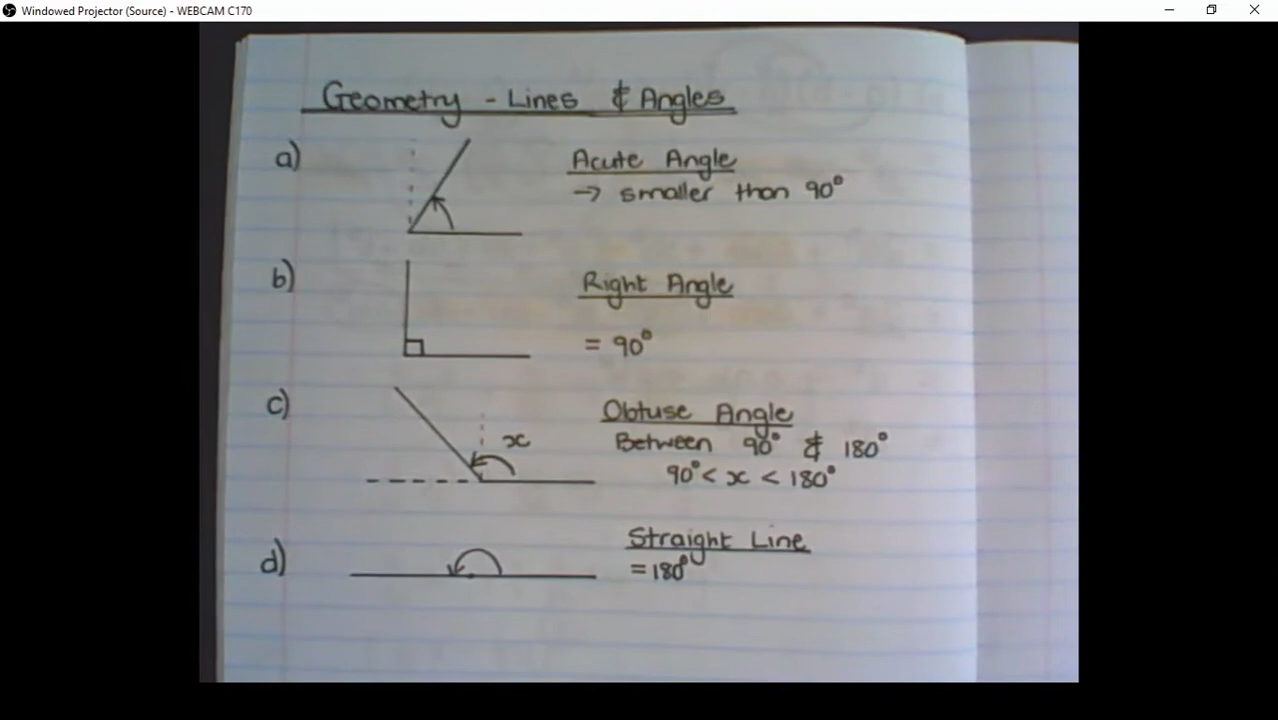 Windowed Projector (Source) - WEBCAM C170
Geometry - Lines & Angles
a)
Acute Angle
→ smaller than 90°
b)
Right Angle
= 90°
c)
x
Obtuse Angle
Between 90° & 180°
90° < x < 180°
d)
Straight Line
= 180°